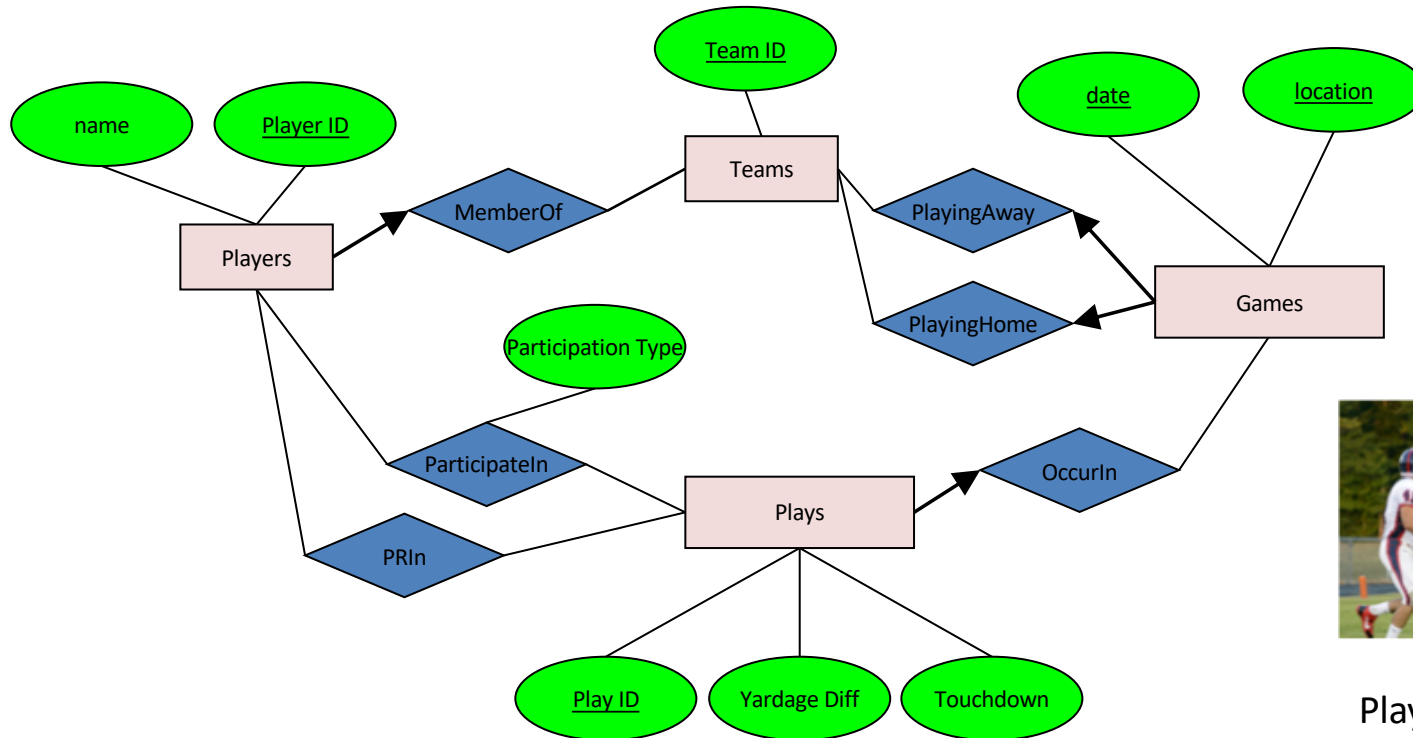 Team ID
date
location
name
Player ID
Teams
MemberOf
PlayingAway
Players
Games
PlayingHome
Participation Type
ParticipateIn
OccurIn
Plays
PRIn
Play ID
Yardage Diff
Touchdown